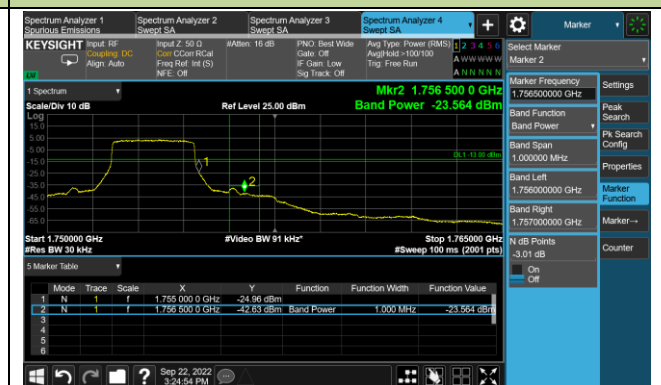 Spectrum Analyzer 1
Spurious Emissions
Spectrum Analyzer 2
Swept SA
Spectrum Analyzer 3
Swept SA
Spectrum Analyzer 4
Swept SA
+
Marker
KEYSIGHT
Input: RF
Coupling: DC
Align: Auto
Input Z: 50 Ω
Corr CCorr RCal
Freq Ref: Int (S)
NFE: Off
#Atten: 16 dB
PNO: Best Wide
Gate: Off
IF Gain: Low
Sig Track: Off
Avg Type: Power (RMS)
Avg|Hold:>100/100
Trig: Free Run
1 2 3 4 5 6
A W W W W W
A N N N N N
LW
1 Spectrum
Scale/Div 10 dB
Log
Ref Level 25.00 dBm
Mkr2 1.756 500 0 GHz
Band Power -23.564 dBm
15.0
5.00
-5.00
-15.0
-25.0
-35.0
-45.0
-55.0
-65.0
DL1 -13.00 dBm
1
2
Start 1.750000 GHz
#Res BW 30 kHz
#Video BW 91 kHz*
Stop 1.765000 GHz
#Sweep 100 ms (2001 pts)
5 Marker Table
Mode Trace Scale X Y Function Function Width Function Value
1 N 1 f 1.755 000 0 GHz -24.96 dBm
2 N 1 f 1.756 500 0 GHz -42.63 dBm Band Power 1.000 MHz -23.564 dBm
3
4
5
6
Sep 22, 2022
3:24:54 PM
Select Marker
Marker 2
Marker Frequency
1.756500000 GHz
Band Function
Band Power
Band Span
1.000000 MHz
Band Left
1.756000000 GHz
Band Right
1.757000000 GHz
N dB Points
-3.01 dB
On
Off
Settings
Peak
Search
Pk Search
Config
Properties
Marker
Function
Marker→
Counter